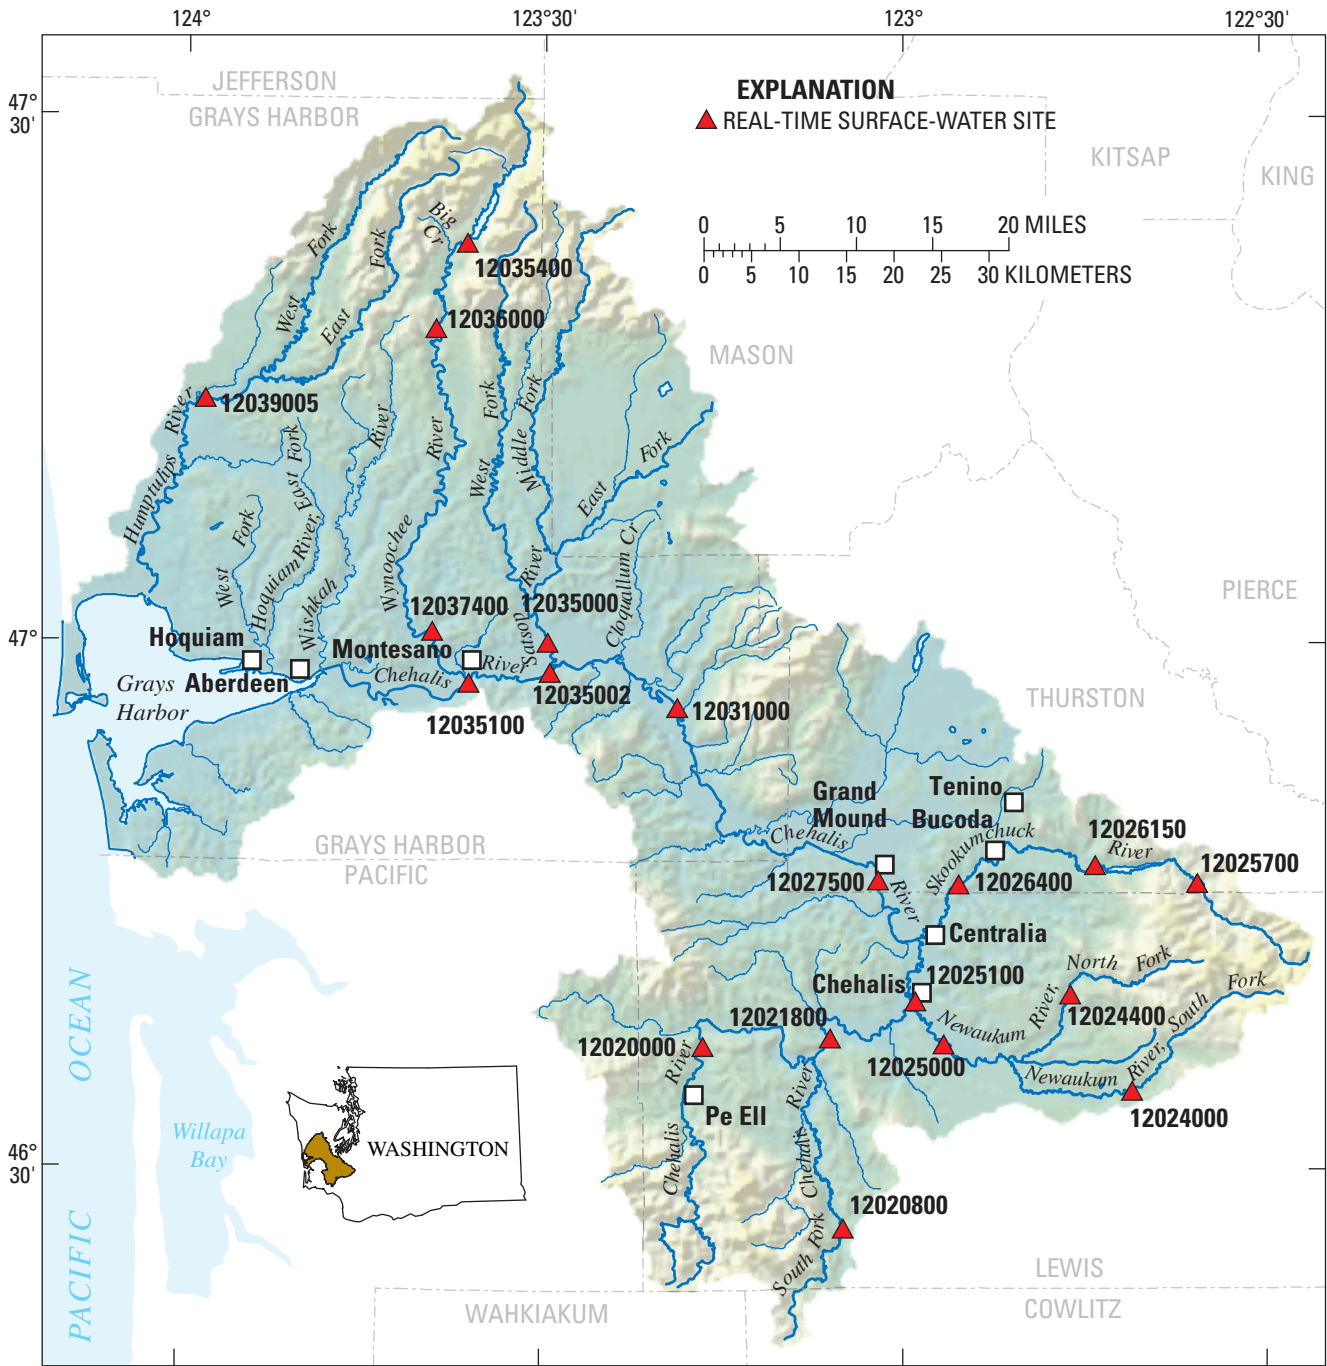 124°
123°30'
123°
122°30'
47°
30'
JEFFERSON
GRAYS HARBOR
EXPLANATION
REAL-TIME SURFACE-WATER SITE
KITSAP
KING
0 5 10 15 20 MILES
0 5 10 15 20 25 30 KILOMETERS
West Fork
East Fork
Big Cr
12035400
12036000
MASON
Humptulips River
12039005
West Fork
Hoquiam River, East Fork
Wishkah River
Wynoochee River
West Fork
Middle Fork
East Fork
Satsop River
Cloquallum Cr
PIERCE
12037400
12035000
47°
Hoquiam
Montesano
Aberdeen
Chehalis River
Grays
Harbor
12035002
12035100
12031000
THURSTON
Grand
Mound
Tenino
Bucoda
GRAYS HARBOR
PACIFIC
Chehalis River
Skookumchuck River
12026150
12025700
12027500
12026400
Centralia
Chehalis
12025100
Newaukum River, North Fork
12024400
12021800
12020000
12025000
Newaukum River, South Fork
12024000
Pe Ell
Chehalis River
South Fork Chehalis River
12020800
PACIFIC OCEAN
Willapa
Bay
WASHINGTON
46°
30'
LEWIS
COWLITZ
WAHKIAKUM